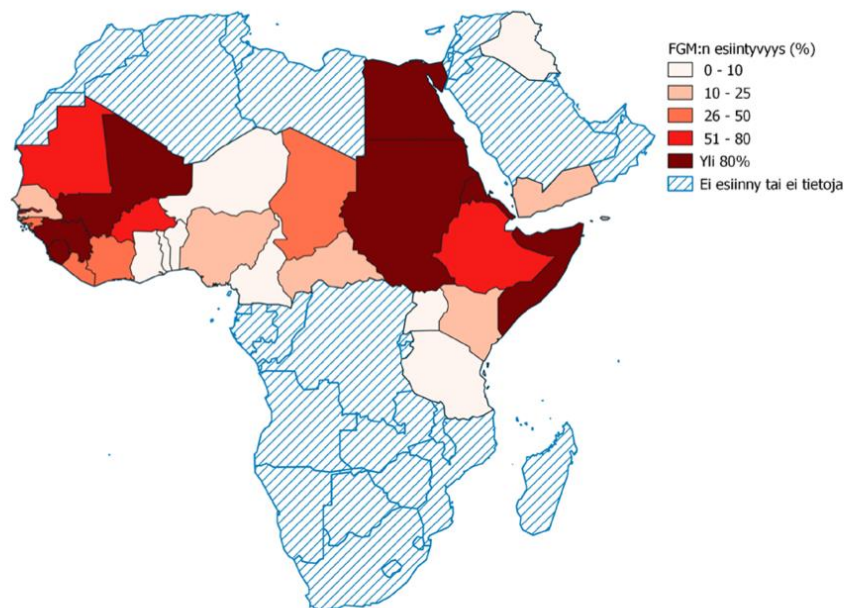 FGM:n esiintyvyys (%)
0 - 10
10 - 25
26 - 50
51 - 80
Yli 80%
Ei esiinny tai ei tietoja